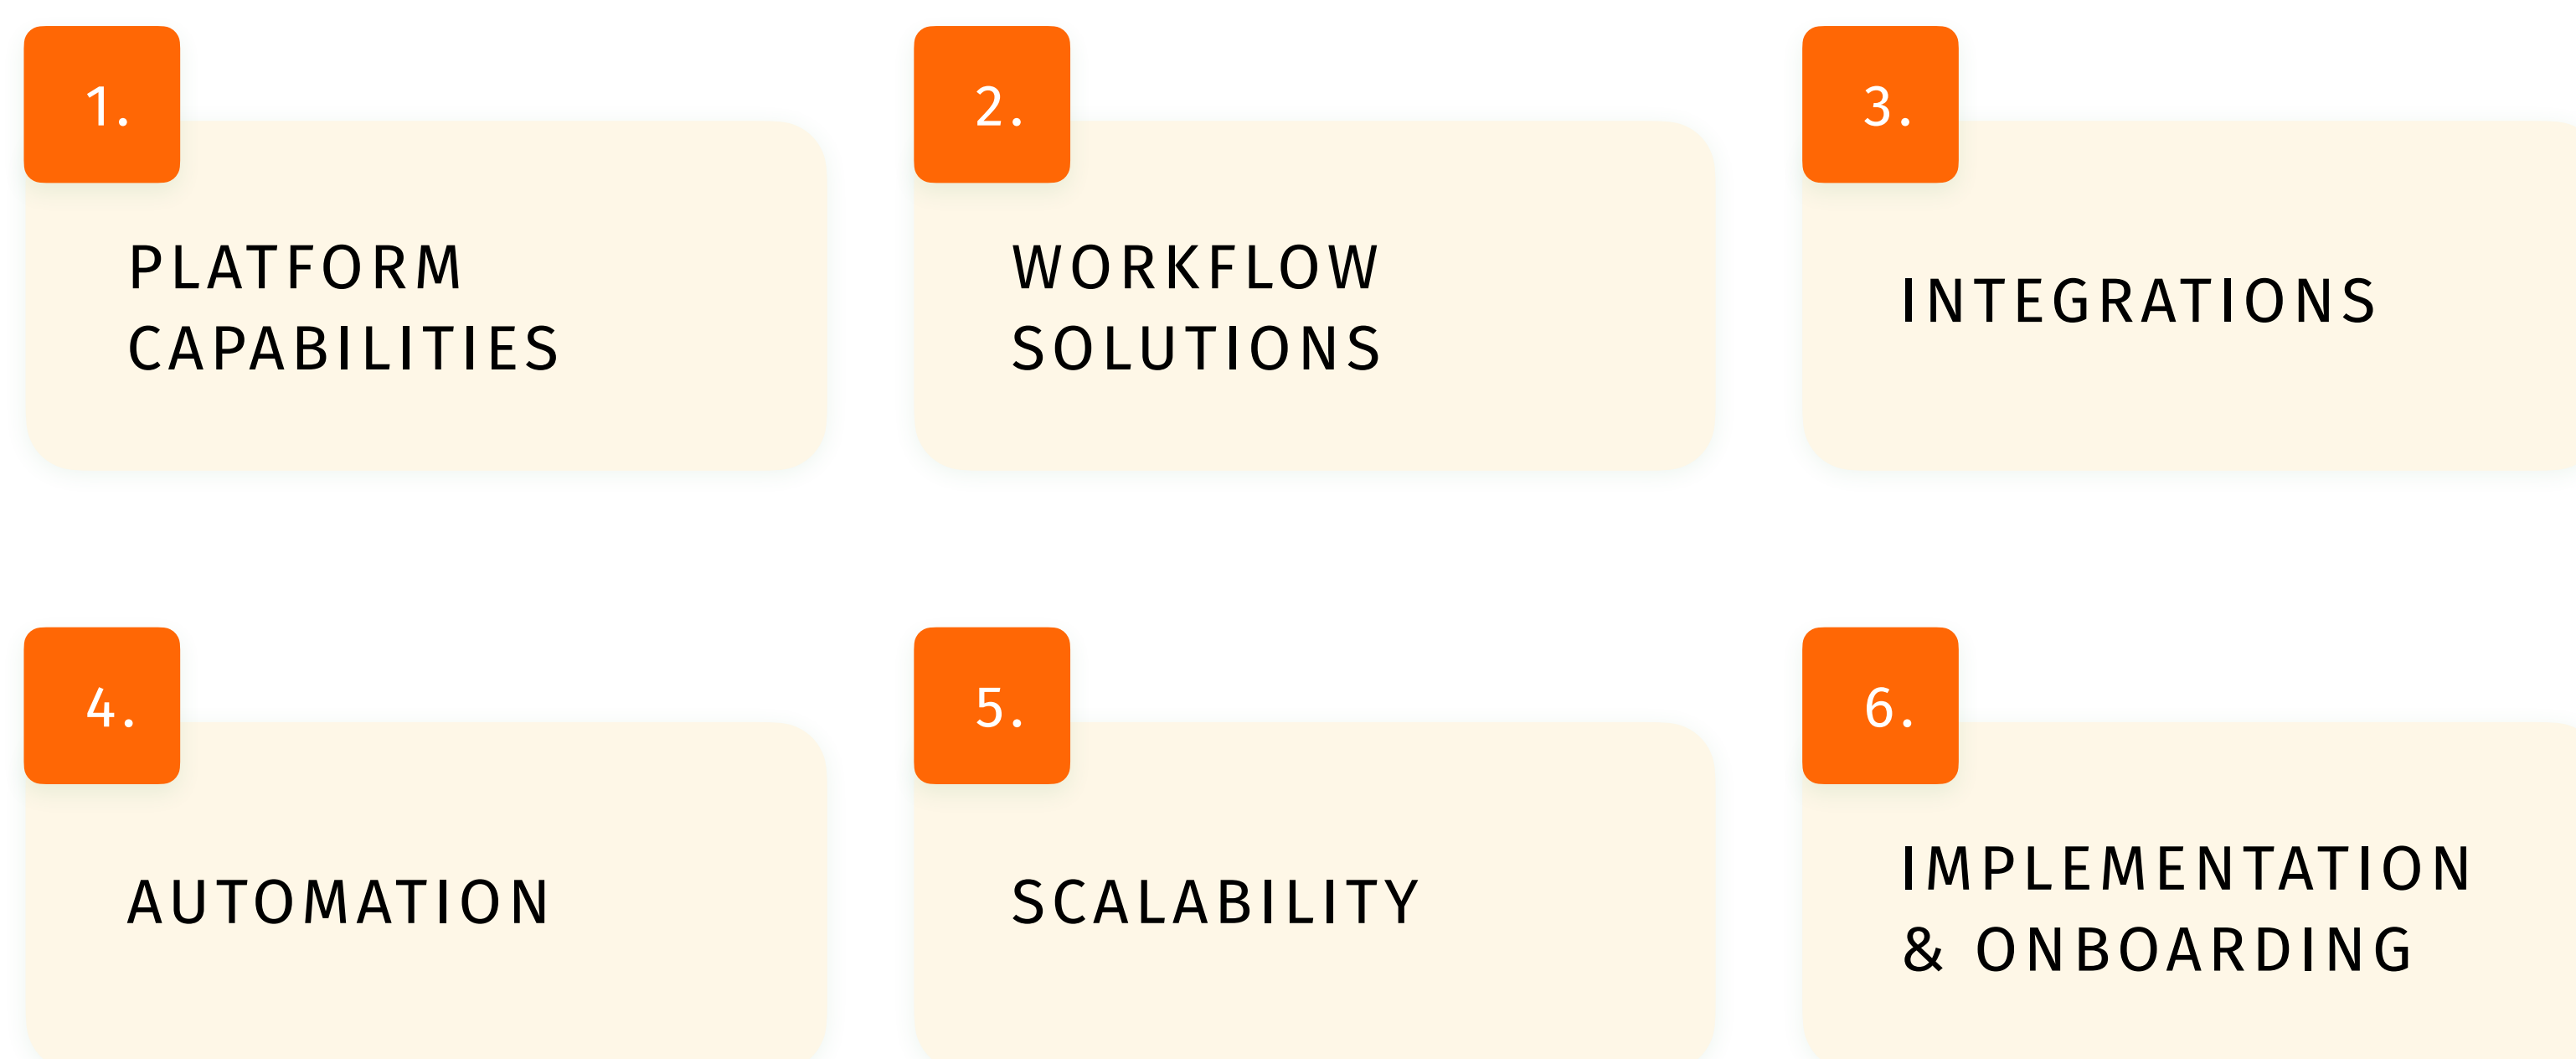 1.
PLATFORM
CAPABILITIES
2.
WORKFLOW
SOLUTIONS
3.
INTEGRATIONS
4.
AUTOMATION
5.
SCALABILITY
6.
IMPLEMENTATION
& ONBOARDING